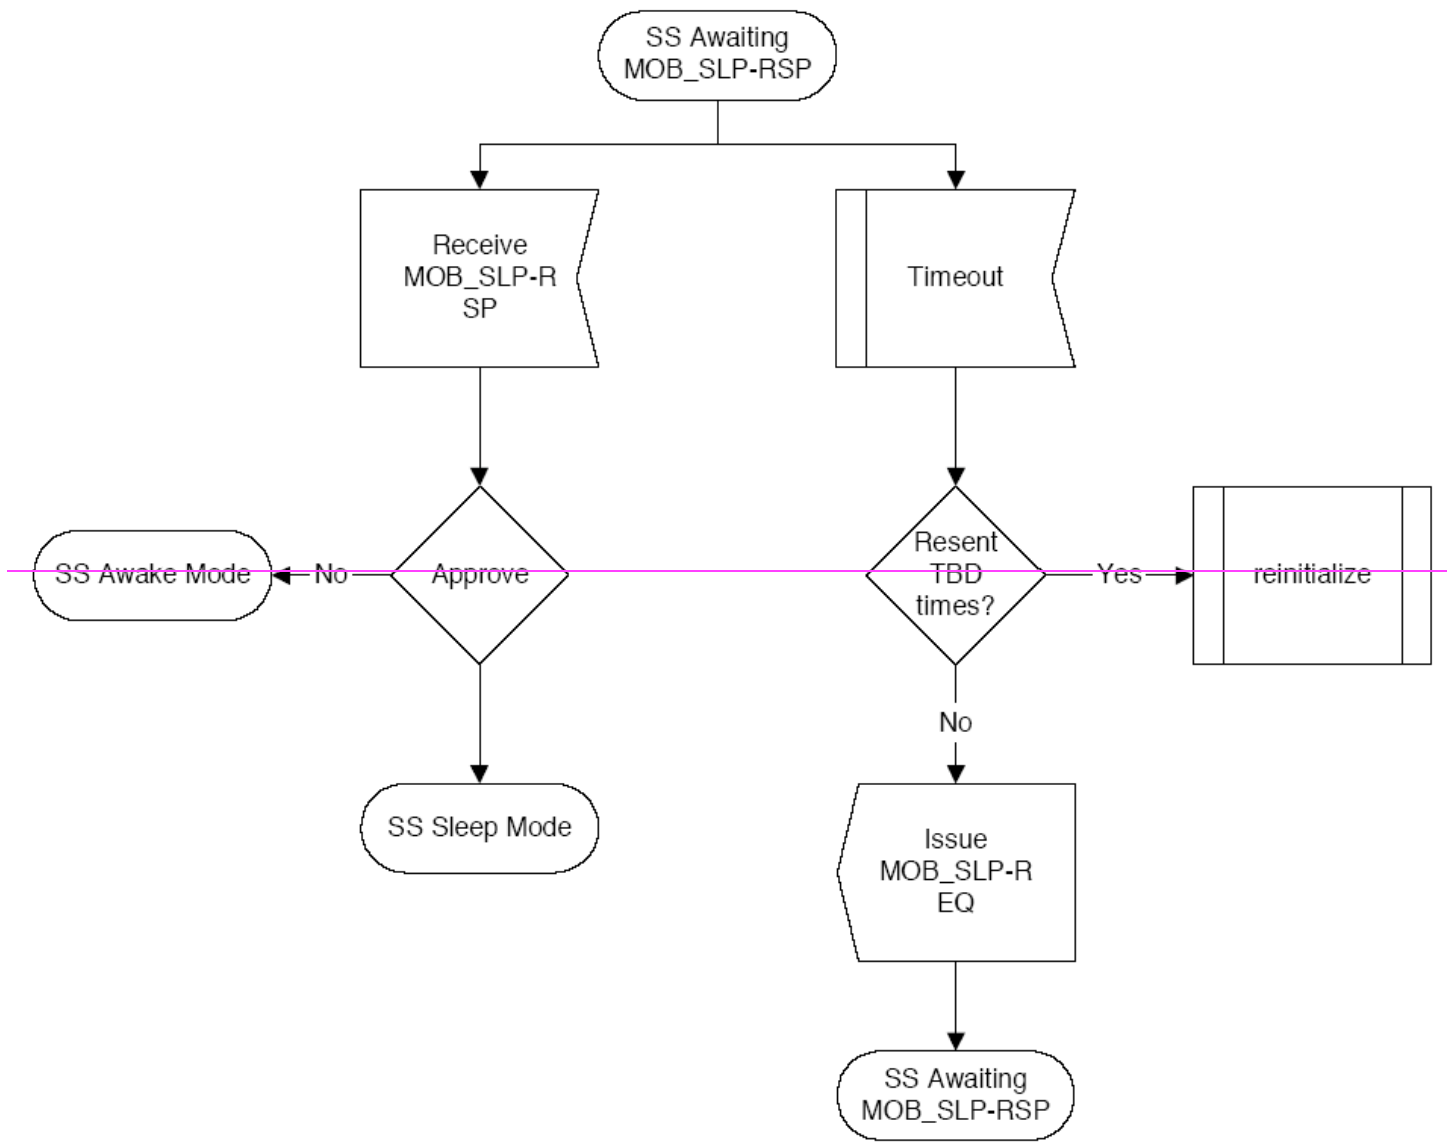 SS Awaiting
MOB_SLP-RSP
Receive
MOB_SLP-R
SP
Timeout
SS Awake Mode
No
Approve
Resent
TBD
times?
Yes
reinitialize
No
SS Sleep Mode
Issue
MOB_SLP-R
EQ
SS Awaiting
MOB_SLP-RSP